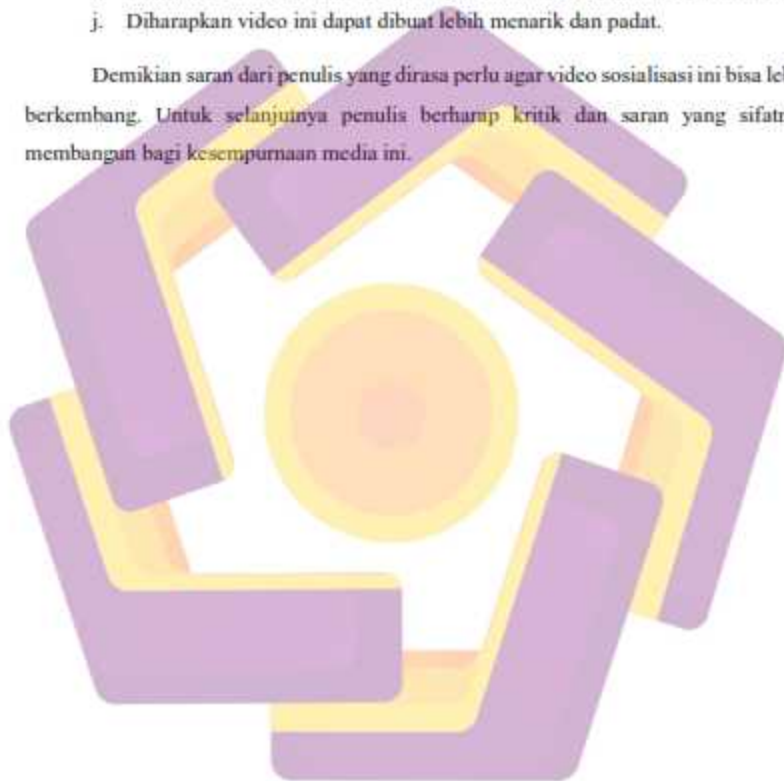 j. Diharapkan video ini dapat dibuat lebih menarik dan padat.
Demikian saran dari penulis yang dirasa perlu agar video sosialisasi ini bisa
berkembang. Untuk selanjutnya penulis berharap kritik dan saran yang
membangun bagi kesempurnaan media ini.